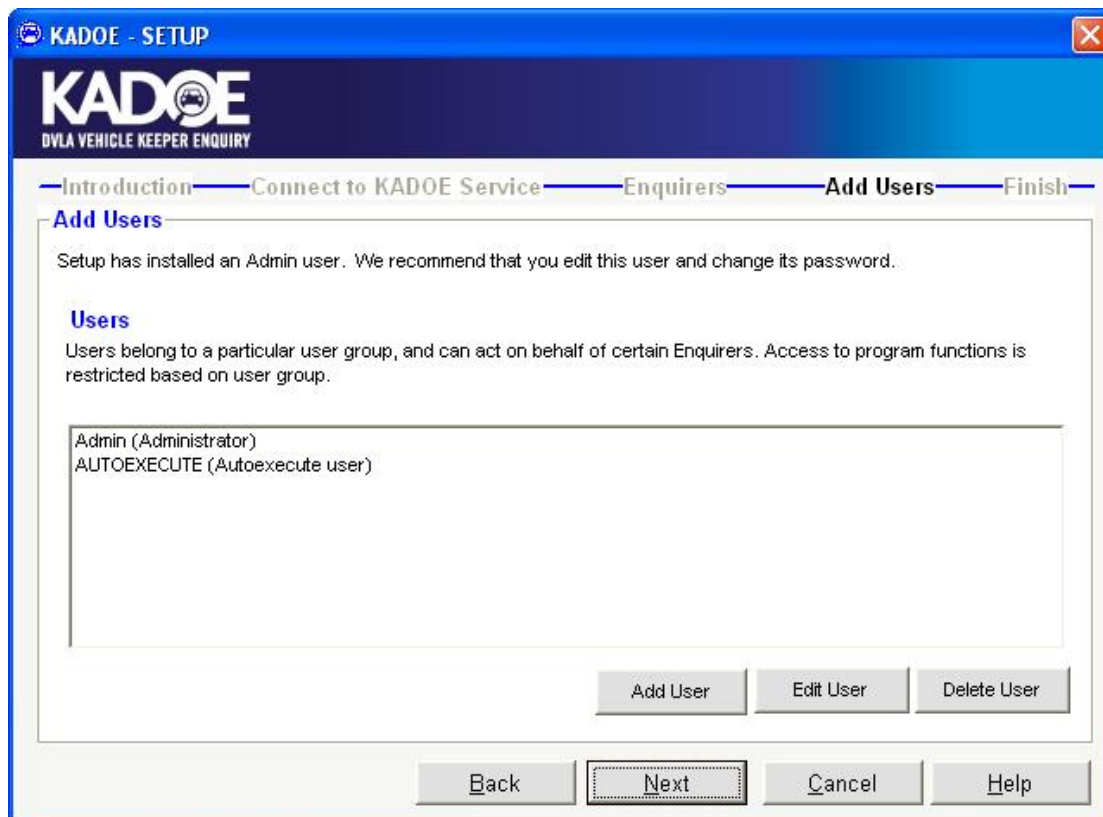 KADOE - SETUP
KADOE
DVLA VEHICLE KEEPER ENQUIRY
Introduction Connect to KADOE Service Enquirers Add Users Finish
Add Users
Setup has installed an Admin user. We recommend that you edit this user and change its password.
Users
Users belong to a particular user group, and can act on behalf of certain Enquirers. Access to program functions is
restricted based on user group.
Admin (Administrator)
AUTOEXECUTE (Autoexecute user)
Add User Edit User Delete User
Back Next Cancel Help